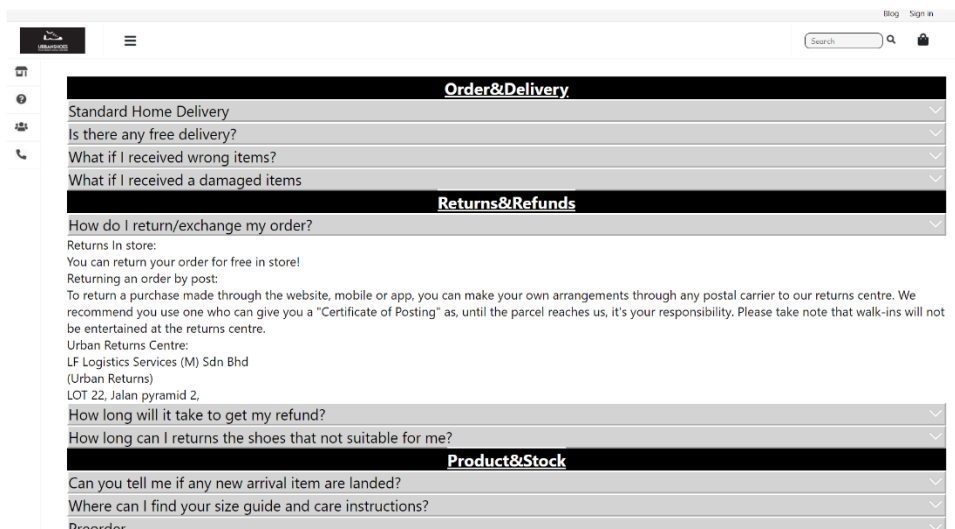 Blog Sign in
URBANSHOES
Search
Order&Delivery
Standard Home Delivery
Is there any free delivery?
What if I received wrong items?
What if I received a damaged items
Returns&Refunds
How do I return/exchange my order?
Returns In store:
You can return your order for free in store!
Returning an order by post:
To return a purchase made through the website, mobile or app, you can make your own arrangements through any postal carrier to our returns centre. We
recommend you use one who can give you a "Certificate of Posting" as, until the parcel reaches us, it's your responsibility. Please take note that walk-ins will not
be entertained at the returns centre.
Urban Returns Centre:
LF Logistics Services (M) Sdn Bhd
(Urban Returns)
LOT 22, Jalan pyramid 2,
How long will it take to get my refund?
How long can I returns the shoes that not suitable for me?
Product&Stock
Can you tell me if any new arrival item are landed?
Where can I find your size guide and care instructions?
Preorder